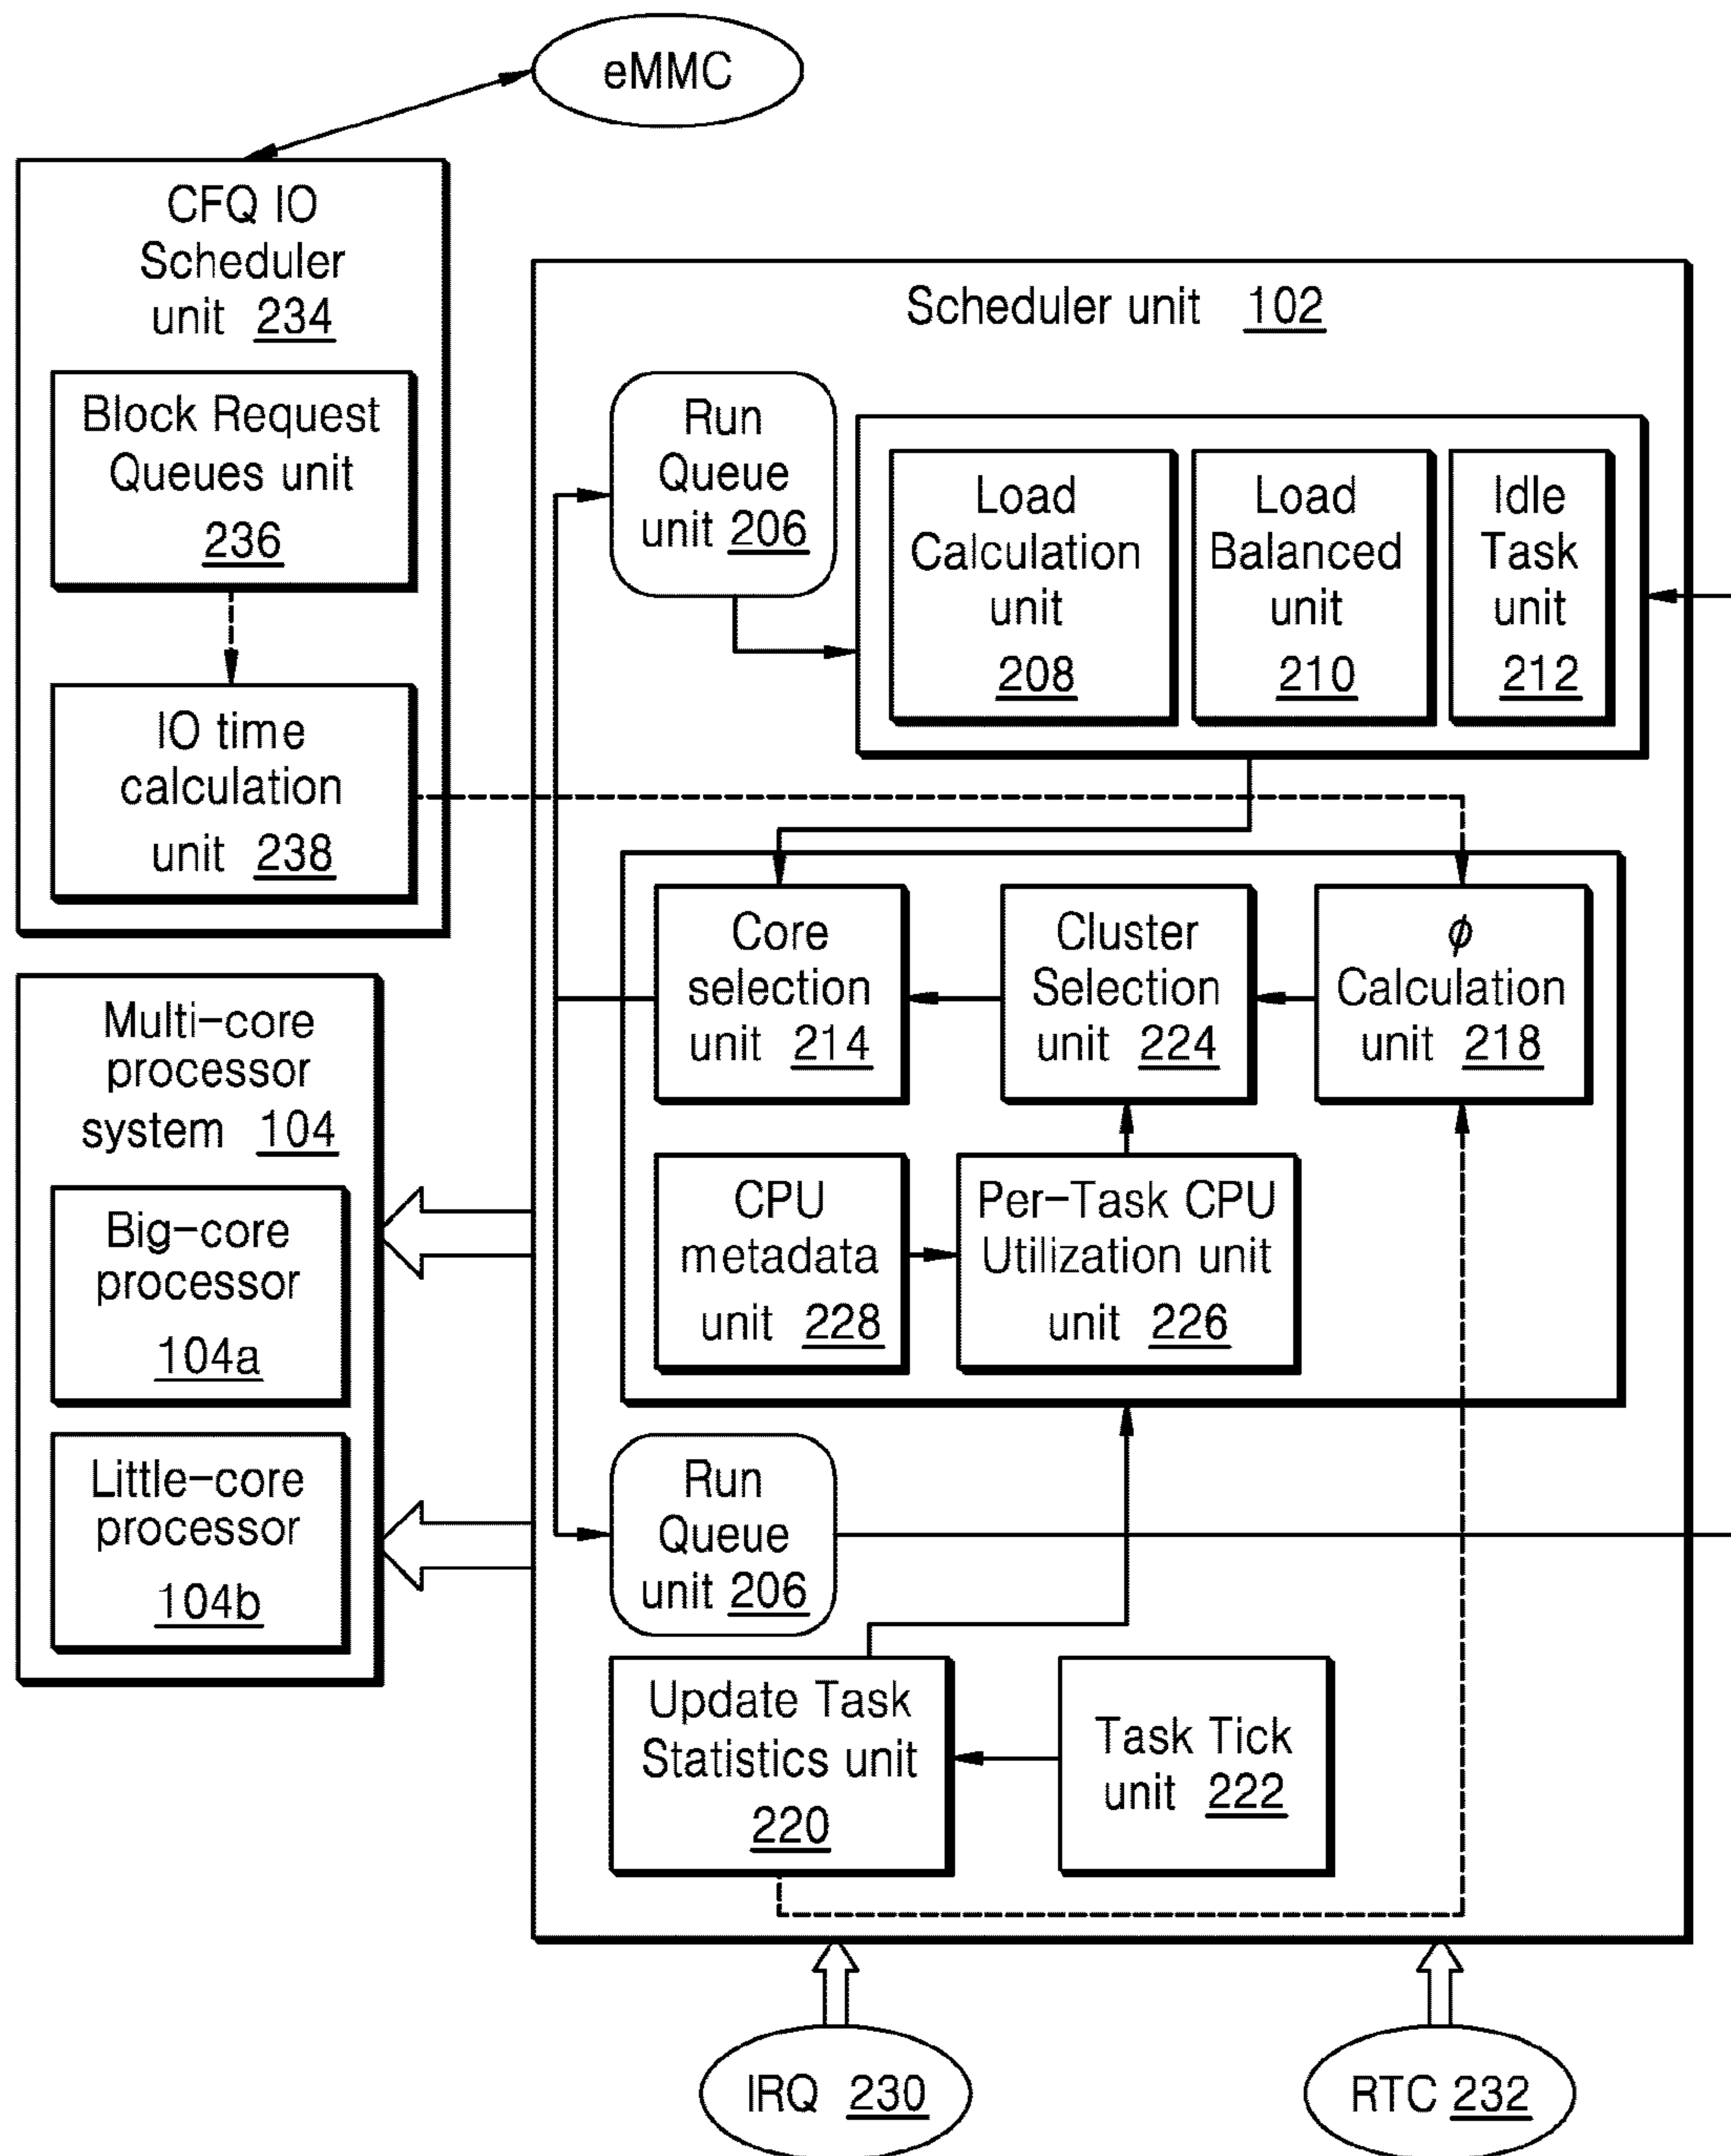 eMMC
CFQ IO
Scheduler
unit 234
Block Request
Queues unit
236
IO time
calculation
unit 238
Multi-core
processor
system 104
Big-core
processor
104a
Little-core
processor
104b
Scheduler unit 102
Run
Queue
unit 206
Load
Calculation
unit
208
Load
Balanced
unit
210
Idle
Task
unit
212
Core
selection
unit 214
Cluster
Selection
unit 224
ϕ
Calculation
unit 218
CPU
metadata
unit 228
Per-Task CPU
Utilization unit
unit 226
Run
Queue
unit 206
Update Task
Statistics unit
220
Task Tick
unit 222
IRQ 230
RTC 232